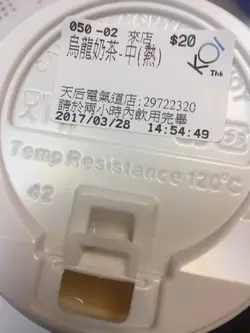 050 -02 來店 $20
烏龍奶茶-中(熱)
KOI
Thé
天后電氣道店:29722320
請於兩小時內飲用完畢
2017/03/28 14:54:49
Temp Resistance 120°C
42